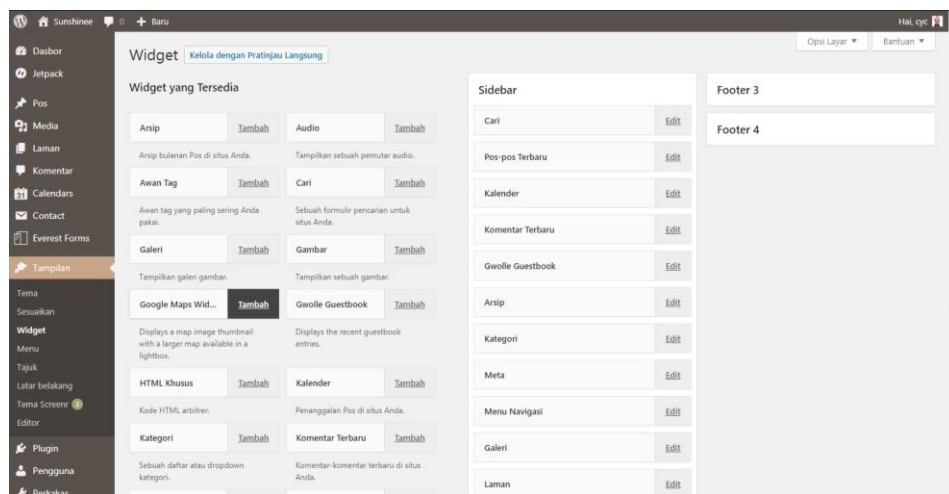 Sunshinee 0 + Baru
Hai, cyc
Dasbor
Jetpack
Pos
Media
Laman
Komentar
Calendars
Contact
Everest Forms
Tampilan
Tema
Sesuaikan
Widget
Menu
Tajuk
Latar belakang
Tema Screenr 2
Editor
Plugin
Pengguna
Perkakas
Opsi Layar ▼
Bantuan ▼
Widget Kelola dengan Pratinjau Langsung
Widget yang Tersedia
Arsip Tambah
Arsip bulanan Pos di situs Anda.
Audio Tambah
Tampilkan sebuah pemutar audio.
Awan Tag Tambah
Awan tag yang paling sering Anda
pakai.
Cari Tambah
Sebuah formulir pencarian untuk
situs Anda.
Galeri Tambah
Tampilkan galeri gambar.
Gambar Tambah
Tampilkan sebuah gambar.
Google Maps Wid... Tambah
Displays a map image thumbnail
with a larger map available in a
lightbox.
Gwolle Guestbook Tambah
Displays the recent guestbook
entries.
HTML Khusus Tambah
Kode HTML arbitrer.
Kalender Tambah
Penanggalan Pos di situs Anda.
Kategori Tambah
Sebuah daftar atau dropdown
kategori.
Komentar Terbaru Tambah
Komentar-komentar terbaru di situs
Anda.
Sidebar
Cari Edit
Pos-pos Terbaru Edit
Kalender Edit
Komentar Terbaru Edit
Gwolle Guestbook Edit
Arsip Edit
Kategori Edit
Meta Edit
Menu Navigasi Edit
Galeri Edit
Laman Edit
Footer 3
Footer 4